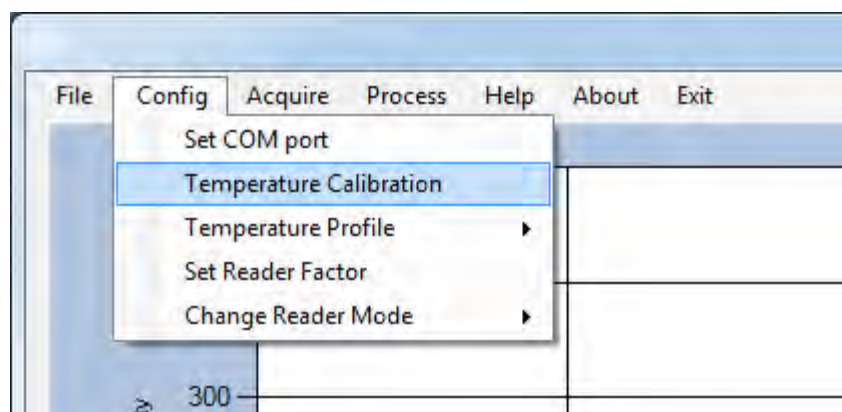 File Config Acquire Process Help About Exit
Set COM port
Temperature Calibration
Temperature Profile
Set Reader Factor
Change Reader Mode
300